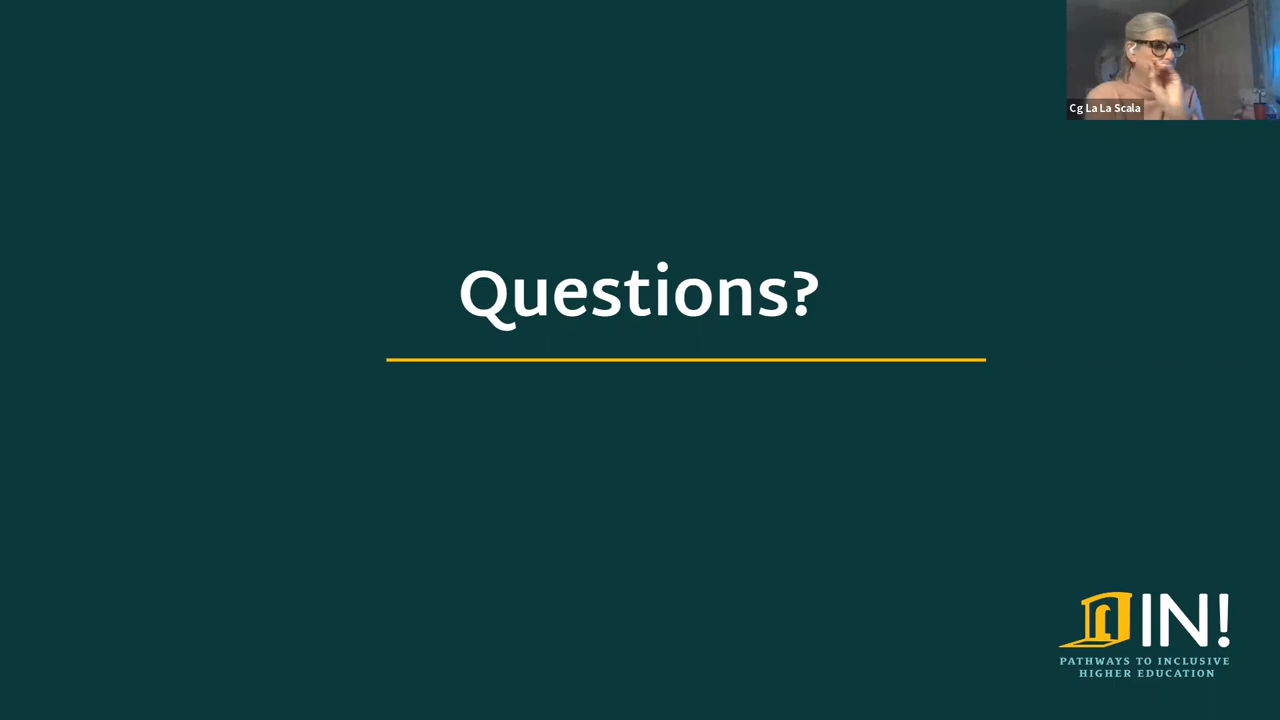 Cg La La Scala
Questions?
IN!
PATHWAYS TO INCLUSIVE
HIGHER EDUCATION